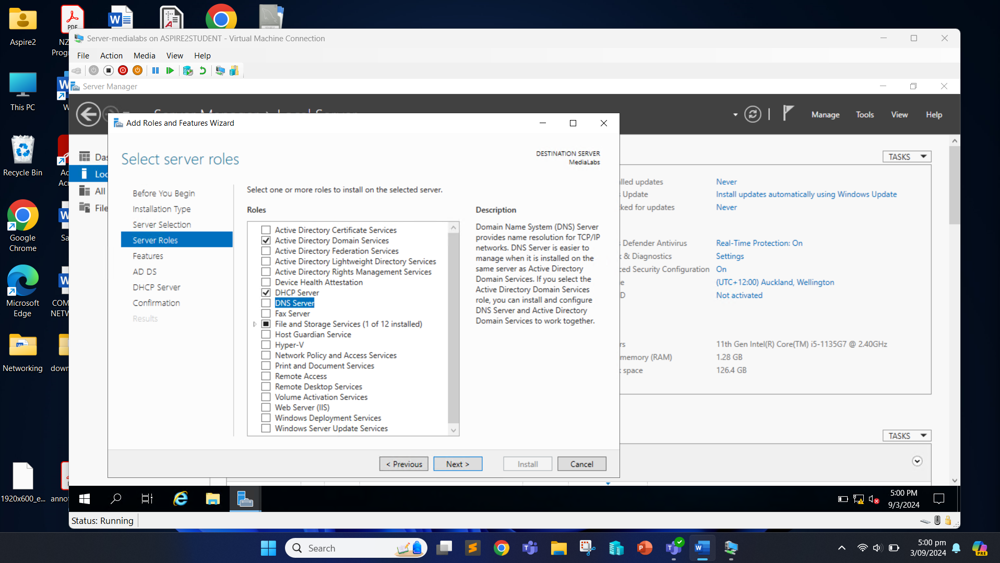 Aspire2
This PC
Recycle Bin
Google
Chrome
Microsoft
Edge
Networking
1920x600_e...
PDF
NZ
Progr
Ac
Acr
Sa
COM
NETW
down
annot
Server-medialabs on ASPIRE2STUDENT - Virtual Machine Connection
File Action Media View Help
Server Manager
Manage Tools View Help
Das
Loc
All
File
Add Roles and Features Wizard
Select server roles
DESTINATION SERVER
MediaLabs
Before You Begin
Installation Type
Server Selection
Server Roles
Features
AD DS
DHCP Server
Confirmation
Results
Select one or more roles to install on the selected server.
Roles
Active Directory Certificate Services
Active Directory Domain Services
Active Directory Federation Services
Active Directory Lightweight Directory Services
Active Directory Rights Management Services
Device Health Attestation
DHCP Server
DNS Server
Fax Server
File and Storage Services (1 of 12 installed)
Host Guardian Service
Hyper-V
Network Policy and Access Services
Print and Document Services
Remote Access
Remote Desktop Services
Volume Activation Services
Web Server (IIS)
Windows Deployment Services
Windows Server Update Services
Description
Domain Name System (DNS) Server
provides name resolution for TCP/IP
networks. DNS Server is easier to
manage when it is installed on the
same server as Active Directory
Domain Services. If you select the
Active Directory Domain Services
role, you can install and configure
DNS Server and Active Directory
Domain Services to work together.
< Previous Next > Install Cancel
TASKS
lled updates Never
Update Install updates automatically using Windows Update
ked for updates Never
Defender Antivirus Real-Time Protection: On
& Diagnostics Settings
ced Security Configuration On
e (UTC+12:00) Auckland, Wellington
D Not activated
rs 11th Gen Intel(R) Core(TM) i5-1135G7 @ 2.40GHz
memory (RAM) 1.28 GB
space 126.4 GB
TASKS
5:00 PM
9/3/2024
Status: Running
Search
5:00 pm
3/09/2024
PRE